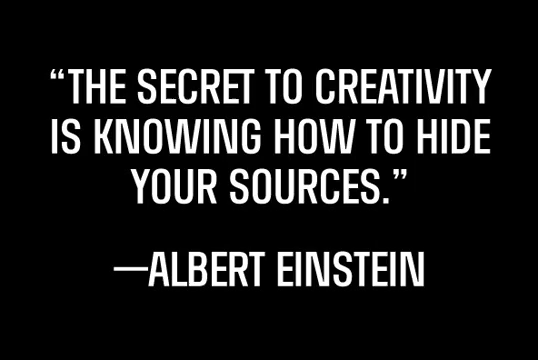 “THE SECRET TO CREATIVITY
IS KNOWING HOW TO HIDE
YOUR SOURCES.”
—ALBERT EINSTEIN